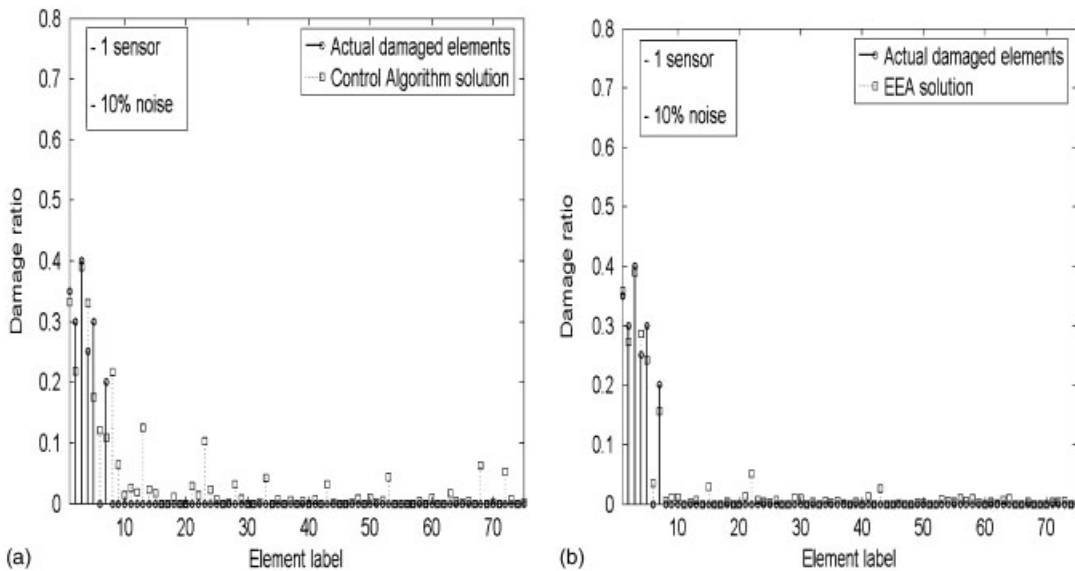 0.8
0.7
0.6
0.5
0.4
0.3
0.2
0.1
0
Damage ratio
- 1 sensor
- 10% noise
Actual damaged elements
Control Algorithm solution
10 20 30 40 50 60 70
Element label
(a)
0.8
0.7
0.6
0.5
0.4
0.3
0.2
0.1
0
Damage ratio
- 1 sensor
- 10% noise
Actual damaged elements
EEA solution
10 20 30 40 50 60 70
Element label
(b)